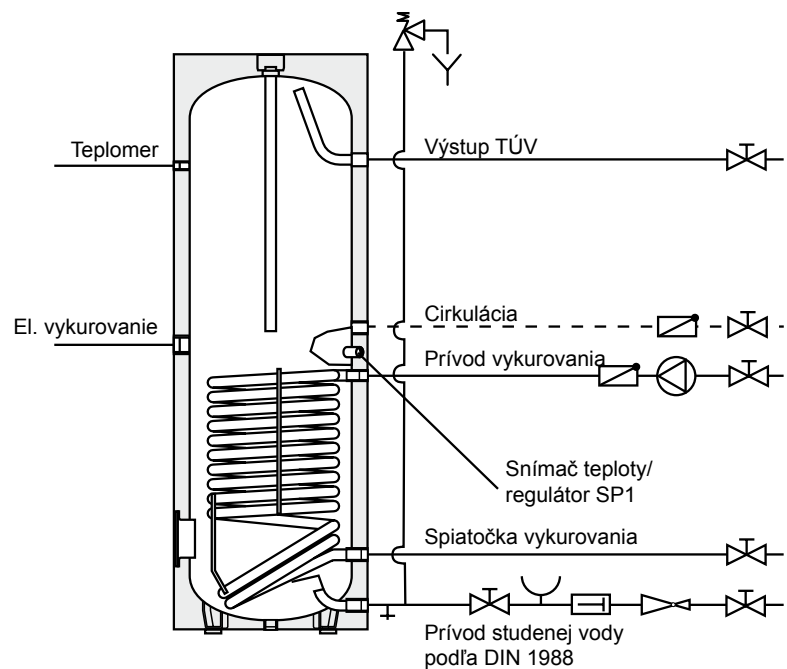 Teplomer
Výstup TÚV
El. vykurovanie
Cirkulácia
Prívod vykurovania
Snímač teploty/
regulátor SP1
Spiatočka vykurovania
Prívod studenej vody
podľa DIN 1988